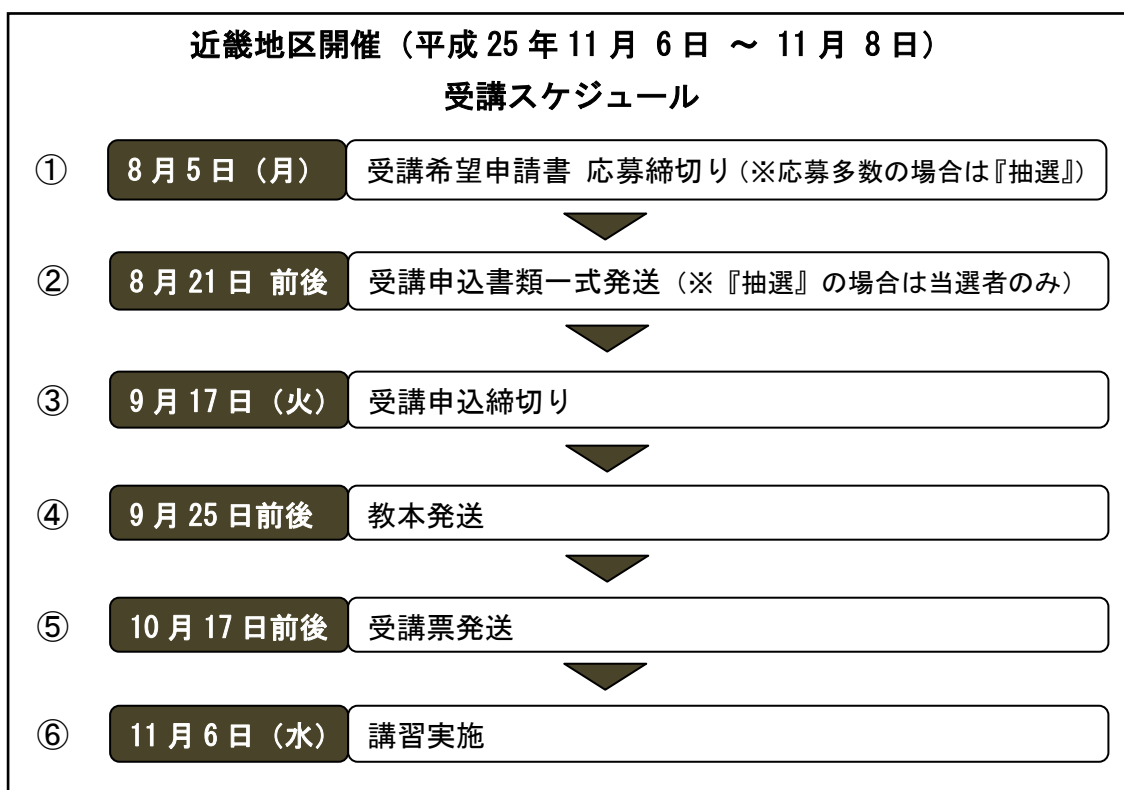 近畿地区開催（平成 25 年 11 月 6 日 ～ 11 月 8 日）
受講スケジュール
① 8 月 5 日（月） 受講希望申請書 応募締切り（※応募多数の場合は『抽選』）
② 8 月 21 日 前後 受講申込書類一式発送（※『抽選』の場合は当選者のみ）
③ 9 月 17 日（火） 受講申込締切り
④ 9 月 25 日前後 教本発送
⑤ 10 月 17 日前後 受講票発送
⑥ 11 月 6 日（水） 講習実施